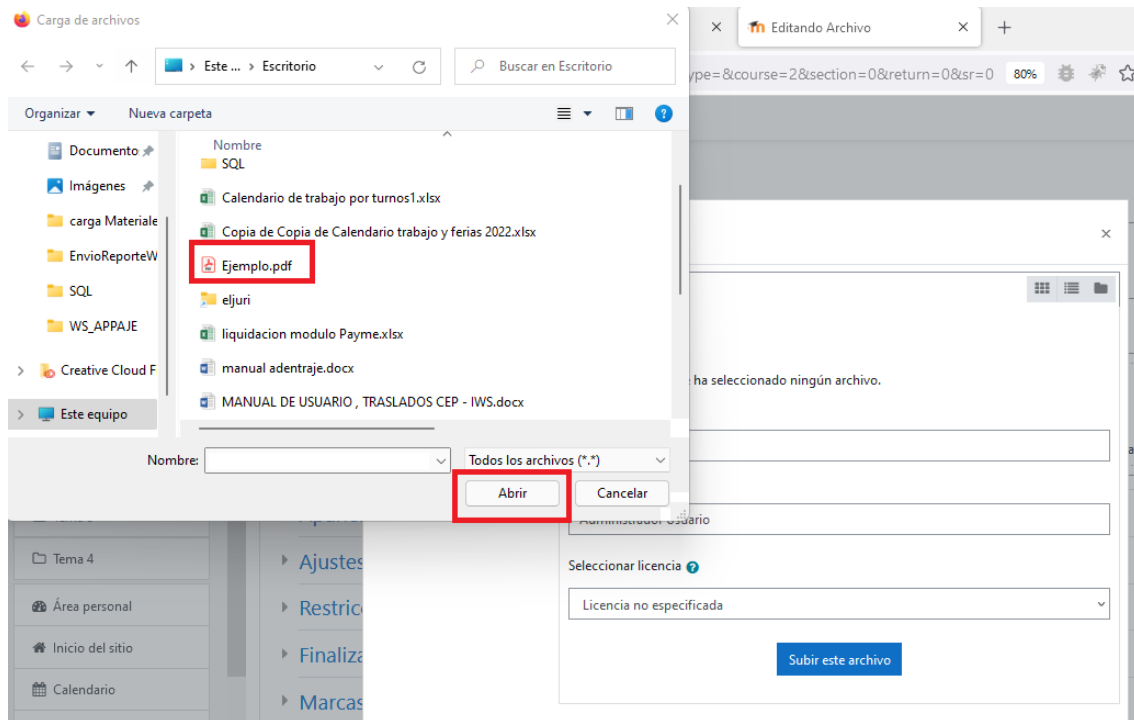 Carga de archivos
Editando Archivo
Este ... > Escritorio
Buscar en Escritorio
ype=&course=2&section=0&return=0&sr=0
80%
Organizar
Nueva carpeta
Documento
Imágenes
carga Materiale
EnvioReporteW
SQL
WS_APPAJE
Creative Cloud F
Este equipo
Nombre
SQL
Calendario de trabajo por turnos1.xlsx
Copia de Copia de Calendario trabajo y ferias 2022.xlsx
Ejemplo.pdf
eljuri
liquidacion modulo Payme.xlsx
manual adentraje.docx
MANUAL DE USUARIO , TRASLADOS CEP - IWS.docx
Nombre:
Todos los archivos (*.*)
Abrir
Cancelar
ha seleccionado ningún archivo.
Administrador Usuario
Seleccionar licencia
Licencia no especificada
Subir este archivo
Tema 4
Área personal
Inicio del sitio
Calendario
Ajustes
Restric
Finaliza
Marcas